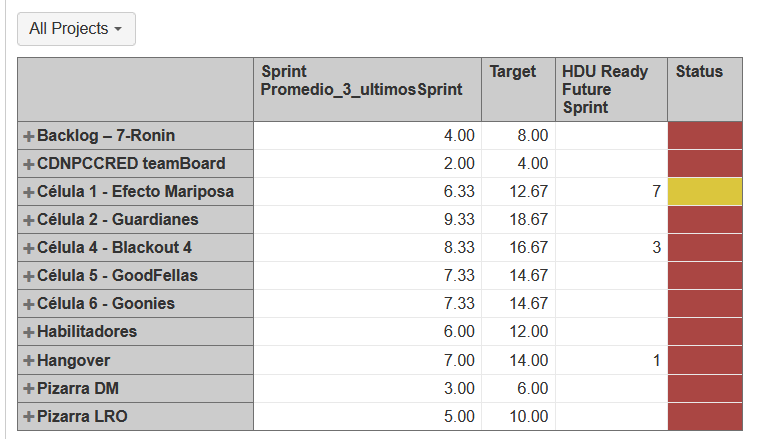 All Projects
Sprint Promedio_3_ultimosSprint Target HDU Ready Future Sprint Status
Backlog – 7-Ronin 4.00 8.00
CDNPCCRED teamBoard 2.00 4.00
Célula 1 - Efecto Mariposa 6.33 12.67 7
Célula 2 - Guardianes 9.33 18.67
Célula 4 - Blackout 4 8.33 16.67 3
Célula 5 - GoodFellas 7.33 14.67
Célula 6 - Goonies 7.33 14.67
Habilitadores 6.00 12.00
Hangover 7.00 14.00 1
Pizarra DM 3.00 6.00
Pizarra LRO 5.00 10.00